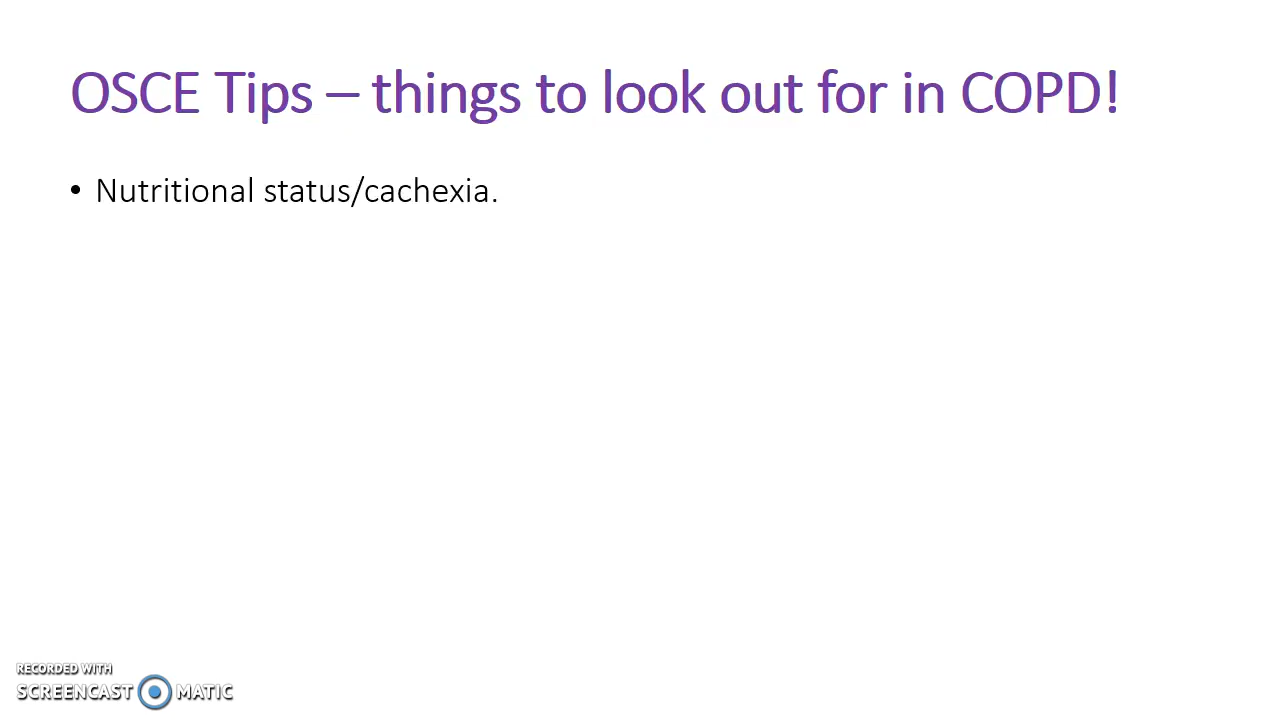 OSCE Tips – things to look out for in COPD!
• Nutritional status/cachexia.
RECORDED WITH
SCREENCAST MATIC